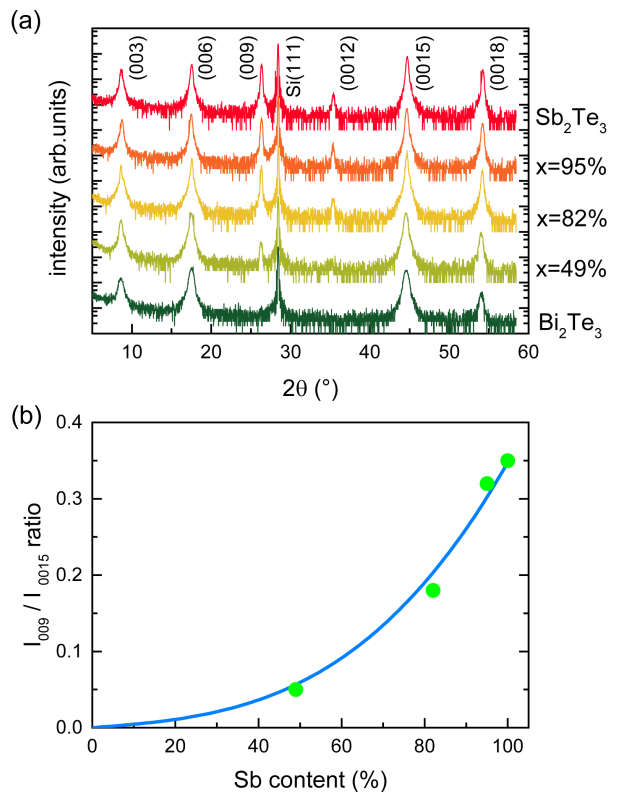 (a)
(003)
(006)
(009)
Si(111)
(0012)
(0015)
(0018)
intensity (arb.units)
Sb₂Te₃
x=95%
x=82%
x=49%
Bi₂Te₃
10 20 30 40 50 60
2θ (°)
(b)
I₀₀₉ / I₀₀₁₅ ratio
0.4
0.3
0.2
0.1
0.0
0 20 40 60 80 100
Sb content (%)